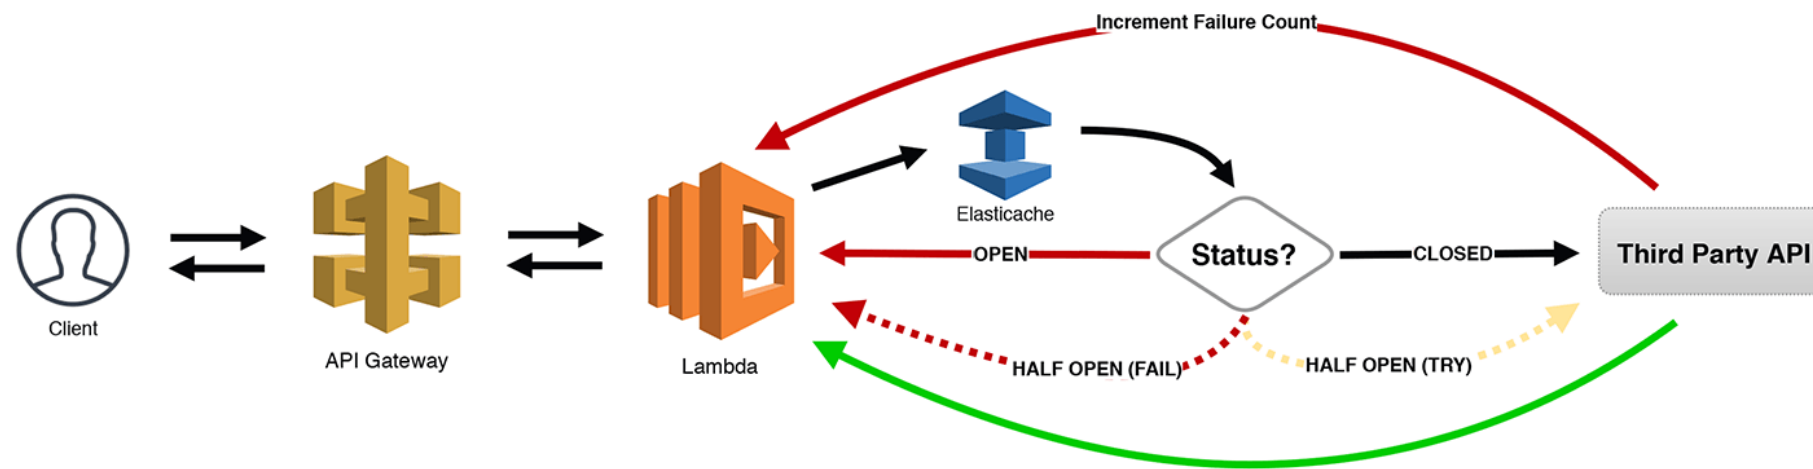 Increment Failure Count
Elasticache
Status?
OPEN
CLOSED
Third Party API
Client
API Gateway
Lambda
HALF OPEN (FAIL)
HALF OPEN (TRY)